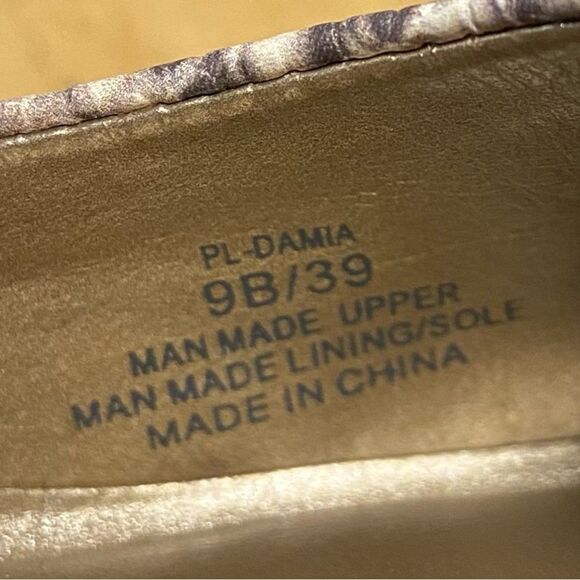 PL-DAMIA
9B/39
MAN MADE UPPER
MAN MADE LINING/SOLE
MADE IN CHINA